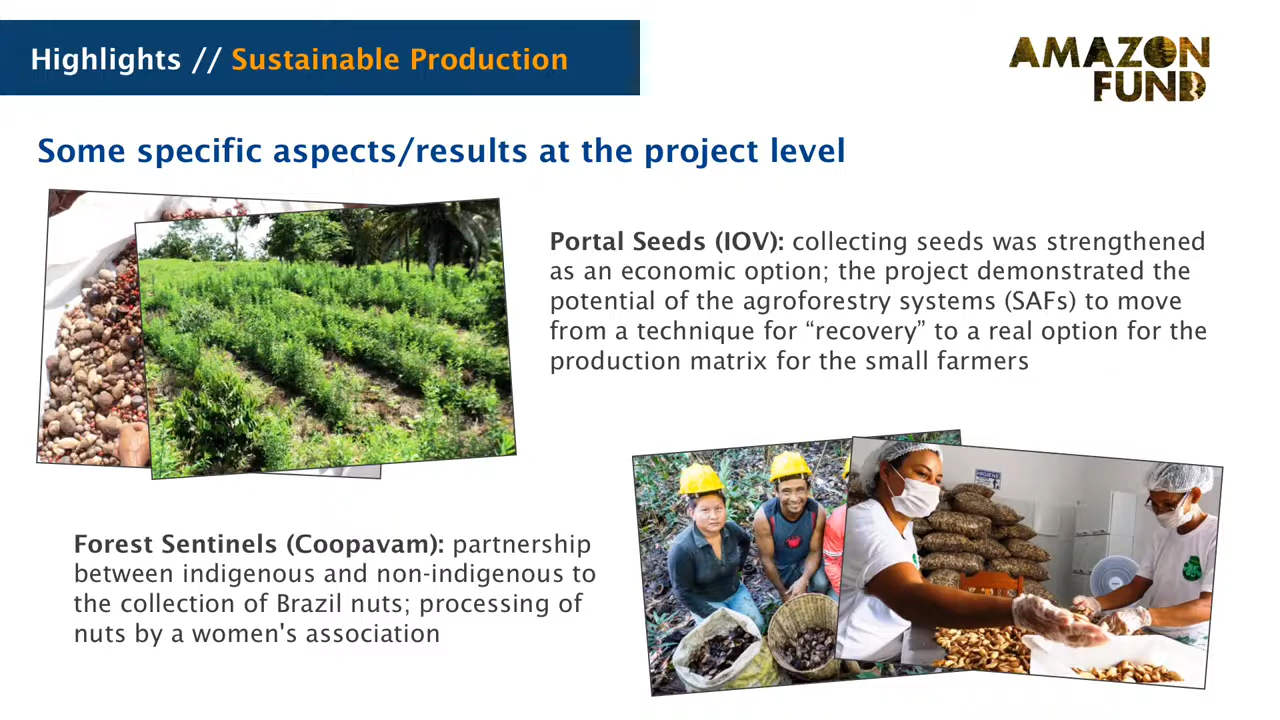 Highlights // Sustainable Production
AMAZON
FUND
Some specific aspects/results at the project level
Portal Seeds (IOV): collecting seeds was strengthened
as an economic option; the project demonstrated the
potential of the agroforestry systems (SAFs) to move
from a technique for “recovery” to a real option for the
production matrix for the small farmers
HIGIENE
Forest Sentinels (Coopavam): partnership
between indigenous and non-indigenous to
the collection of Brazil nuts; processing of
nuts by a women's association